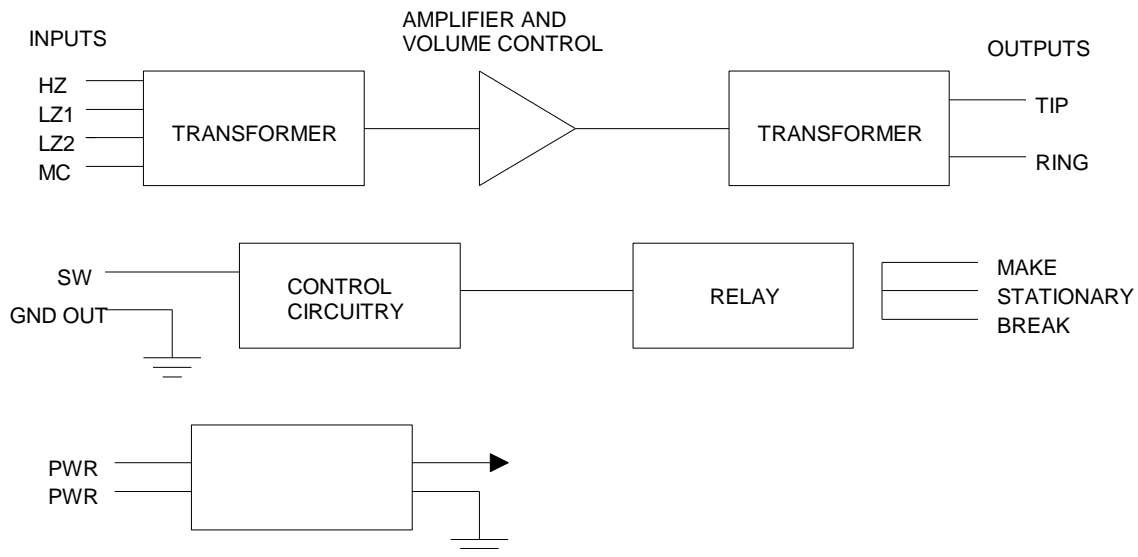 AMPLIFIER AND
VOLUME CONTROL
INPUTS
OUTPUTS
HZ
LZ1
LZ2
MC
TRANSFORMER
TRANSFORMER
TIP
RING
SW
GND OUT
CONTROL
CIRCUITRY
RELAY
MAKE
STATIONARY
BREAK
PWR
PWR